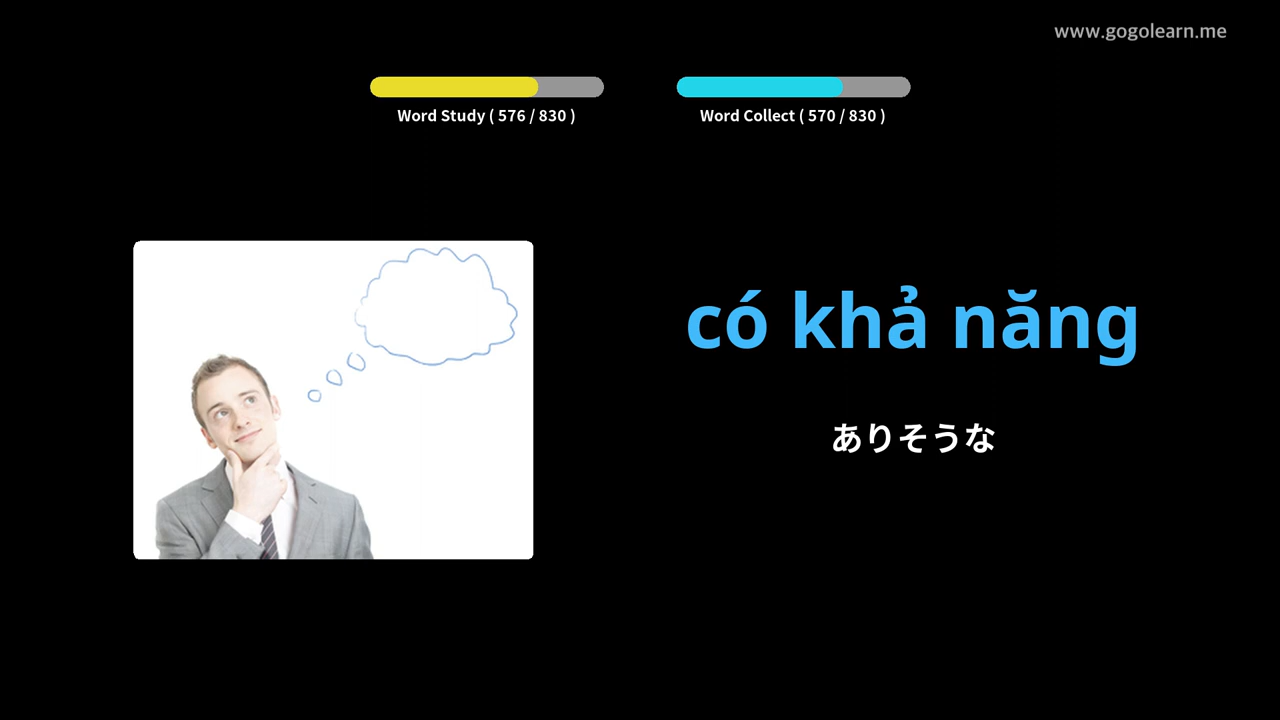 www.gogolearn.me
Word Study ( 576 / 830 )
Word Collect ( 570 / 830 )
có khả năng
ありそうな